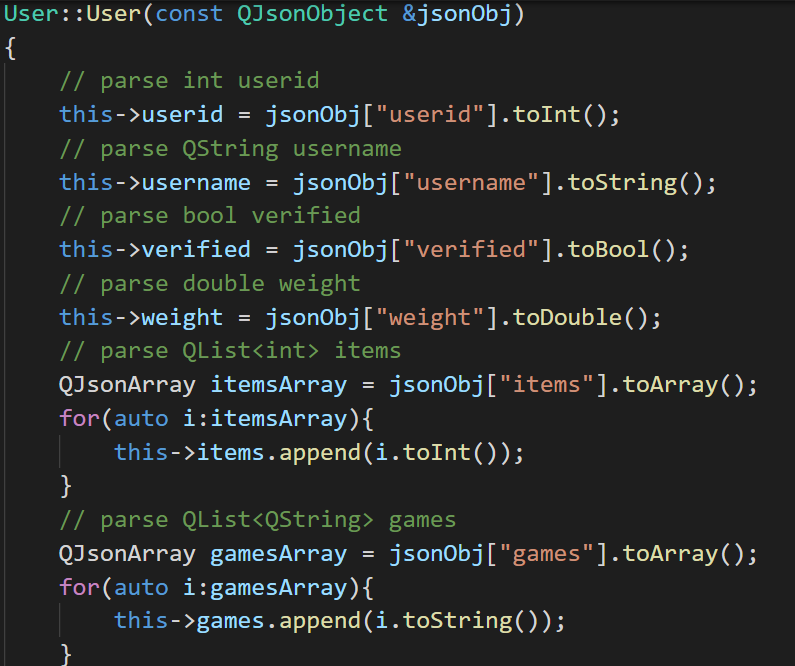 User::User(const QJsonObject &jsonObj)
{
    // parse int userid
    this->userid = jsonObj["userid"].toInt();
    // parse QString username
    this->username = jsonObj["username"].toString();
    // parse bool verified
    this->verified = jsonObj["verified"].toBool();
    // parse double weight
    this->weight = jsonObj["weight"].toDouble();
    // parse QList<int> items
    QJsonArray itemsArray = jsonObj["items"].toArray();
    for(auto i:itemsArray){
        this->items.append(i.toInt());
    }
    // parse QList<QString> games
    QJsonArray gamesArray = jsonObj["games"].toArray();
    for(auto i:gamesArray){
        this->games.append(i.toString());
    }